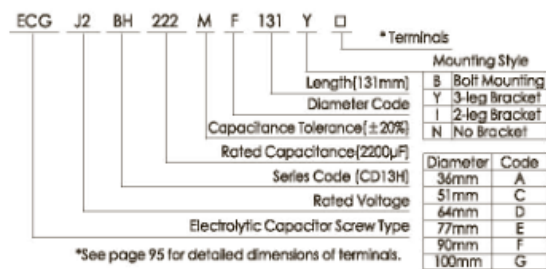 ECG J2 BH 222 M F 131 Y □
*Terminals
Mounting Style
B Bolt Mounting
Y 3-leg Bracket
I 2-leg Bracket
N No Bracket
Length(131mm)
Diameter Code
Capacitance Tolerance(±20%)
Rated Capacitance(2200μF)
Series Code (CD13H)
Rated Voltage
Electrolytic Capacitor Screw Type
Diameter Code
36mm A
51mm C
64mm D
77mm E
90mm F
100mm G
*See page 95 for detailed dimensions of terminals.